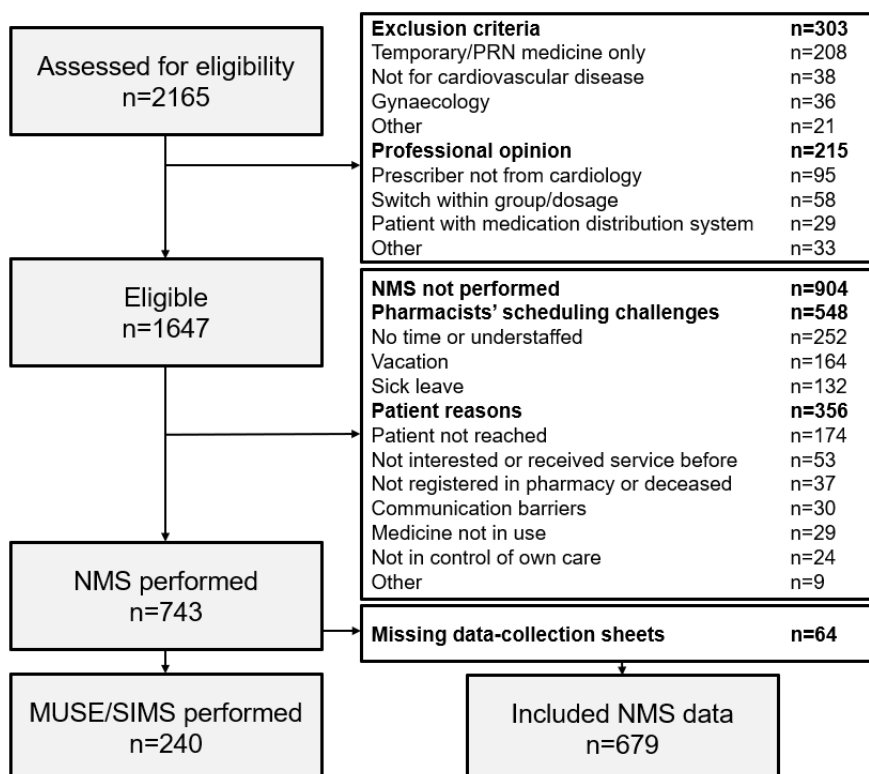 Assessed for eligibility
n=2165
Exclusion criteria n=303
Temporary/PRN medicine only n=208
Not for cardiovascular disease n=38
Gynaecology n=36
Other n=21
Professional opinion n=215
Prescriber not from cardiology n=95
Switch within group/dosage n=58
Patient with medication distribution system n=29
Other n=33
Eligible
n=1647
NMS not performed n=904
Pharmacists’ scheduling challenges n=548
No time or understaffed n=252
Vacation n=164
Sick leave n=132
Patient reasons n=356
Patient not reached n=174
Not interested or received service before n=53
Not registered in pharmacy or deceased n=37
Communication barriers n=30
Medicine not in use n=29
Not in control of own care n=24
Other n=9
NMS performed
n=743
Missing data-collection sheets n=64
MUSE/SIMS performed
n=240
Included NMS data
n=679